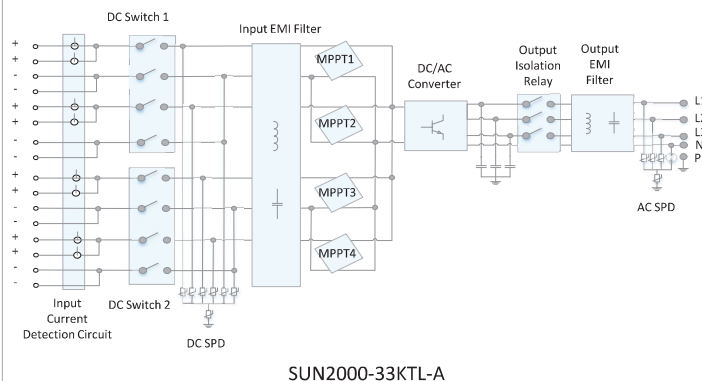 DC Switch 1
Input EMI Filter
MPPT1
MPPT2
MPPT3
MPPT4
DC/AC
Converter
Output
Isolation
Relay
Output
EMI
Filter
+
+
-
-
+
+
-
-
+
+
-
-
+
+
-
-
L1
L2
L3
N
P
AC SPD
Input
Current
Detection Circuit
DC Switch 2
DC SPD
SUN2000-33KTL-A